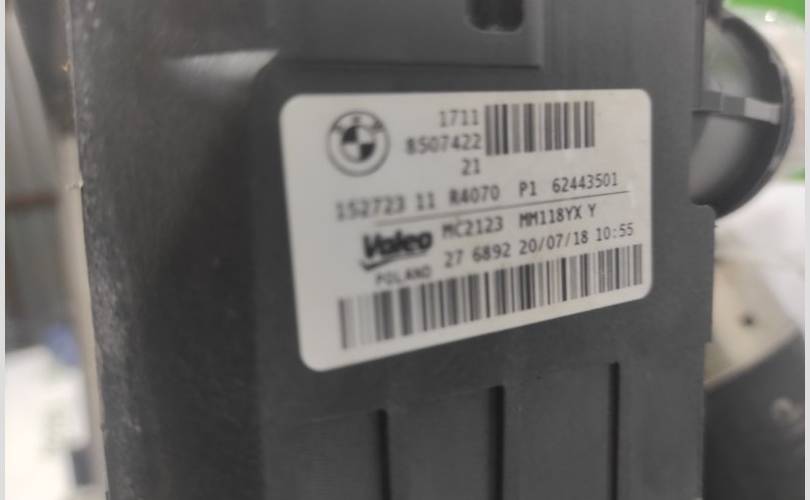 1711
8507422
21
152723 11 R4070 P1 62443501
Valeo MC2123 MM118YX Y
POLAND 27 6892 20/07/18 10:55